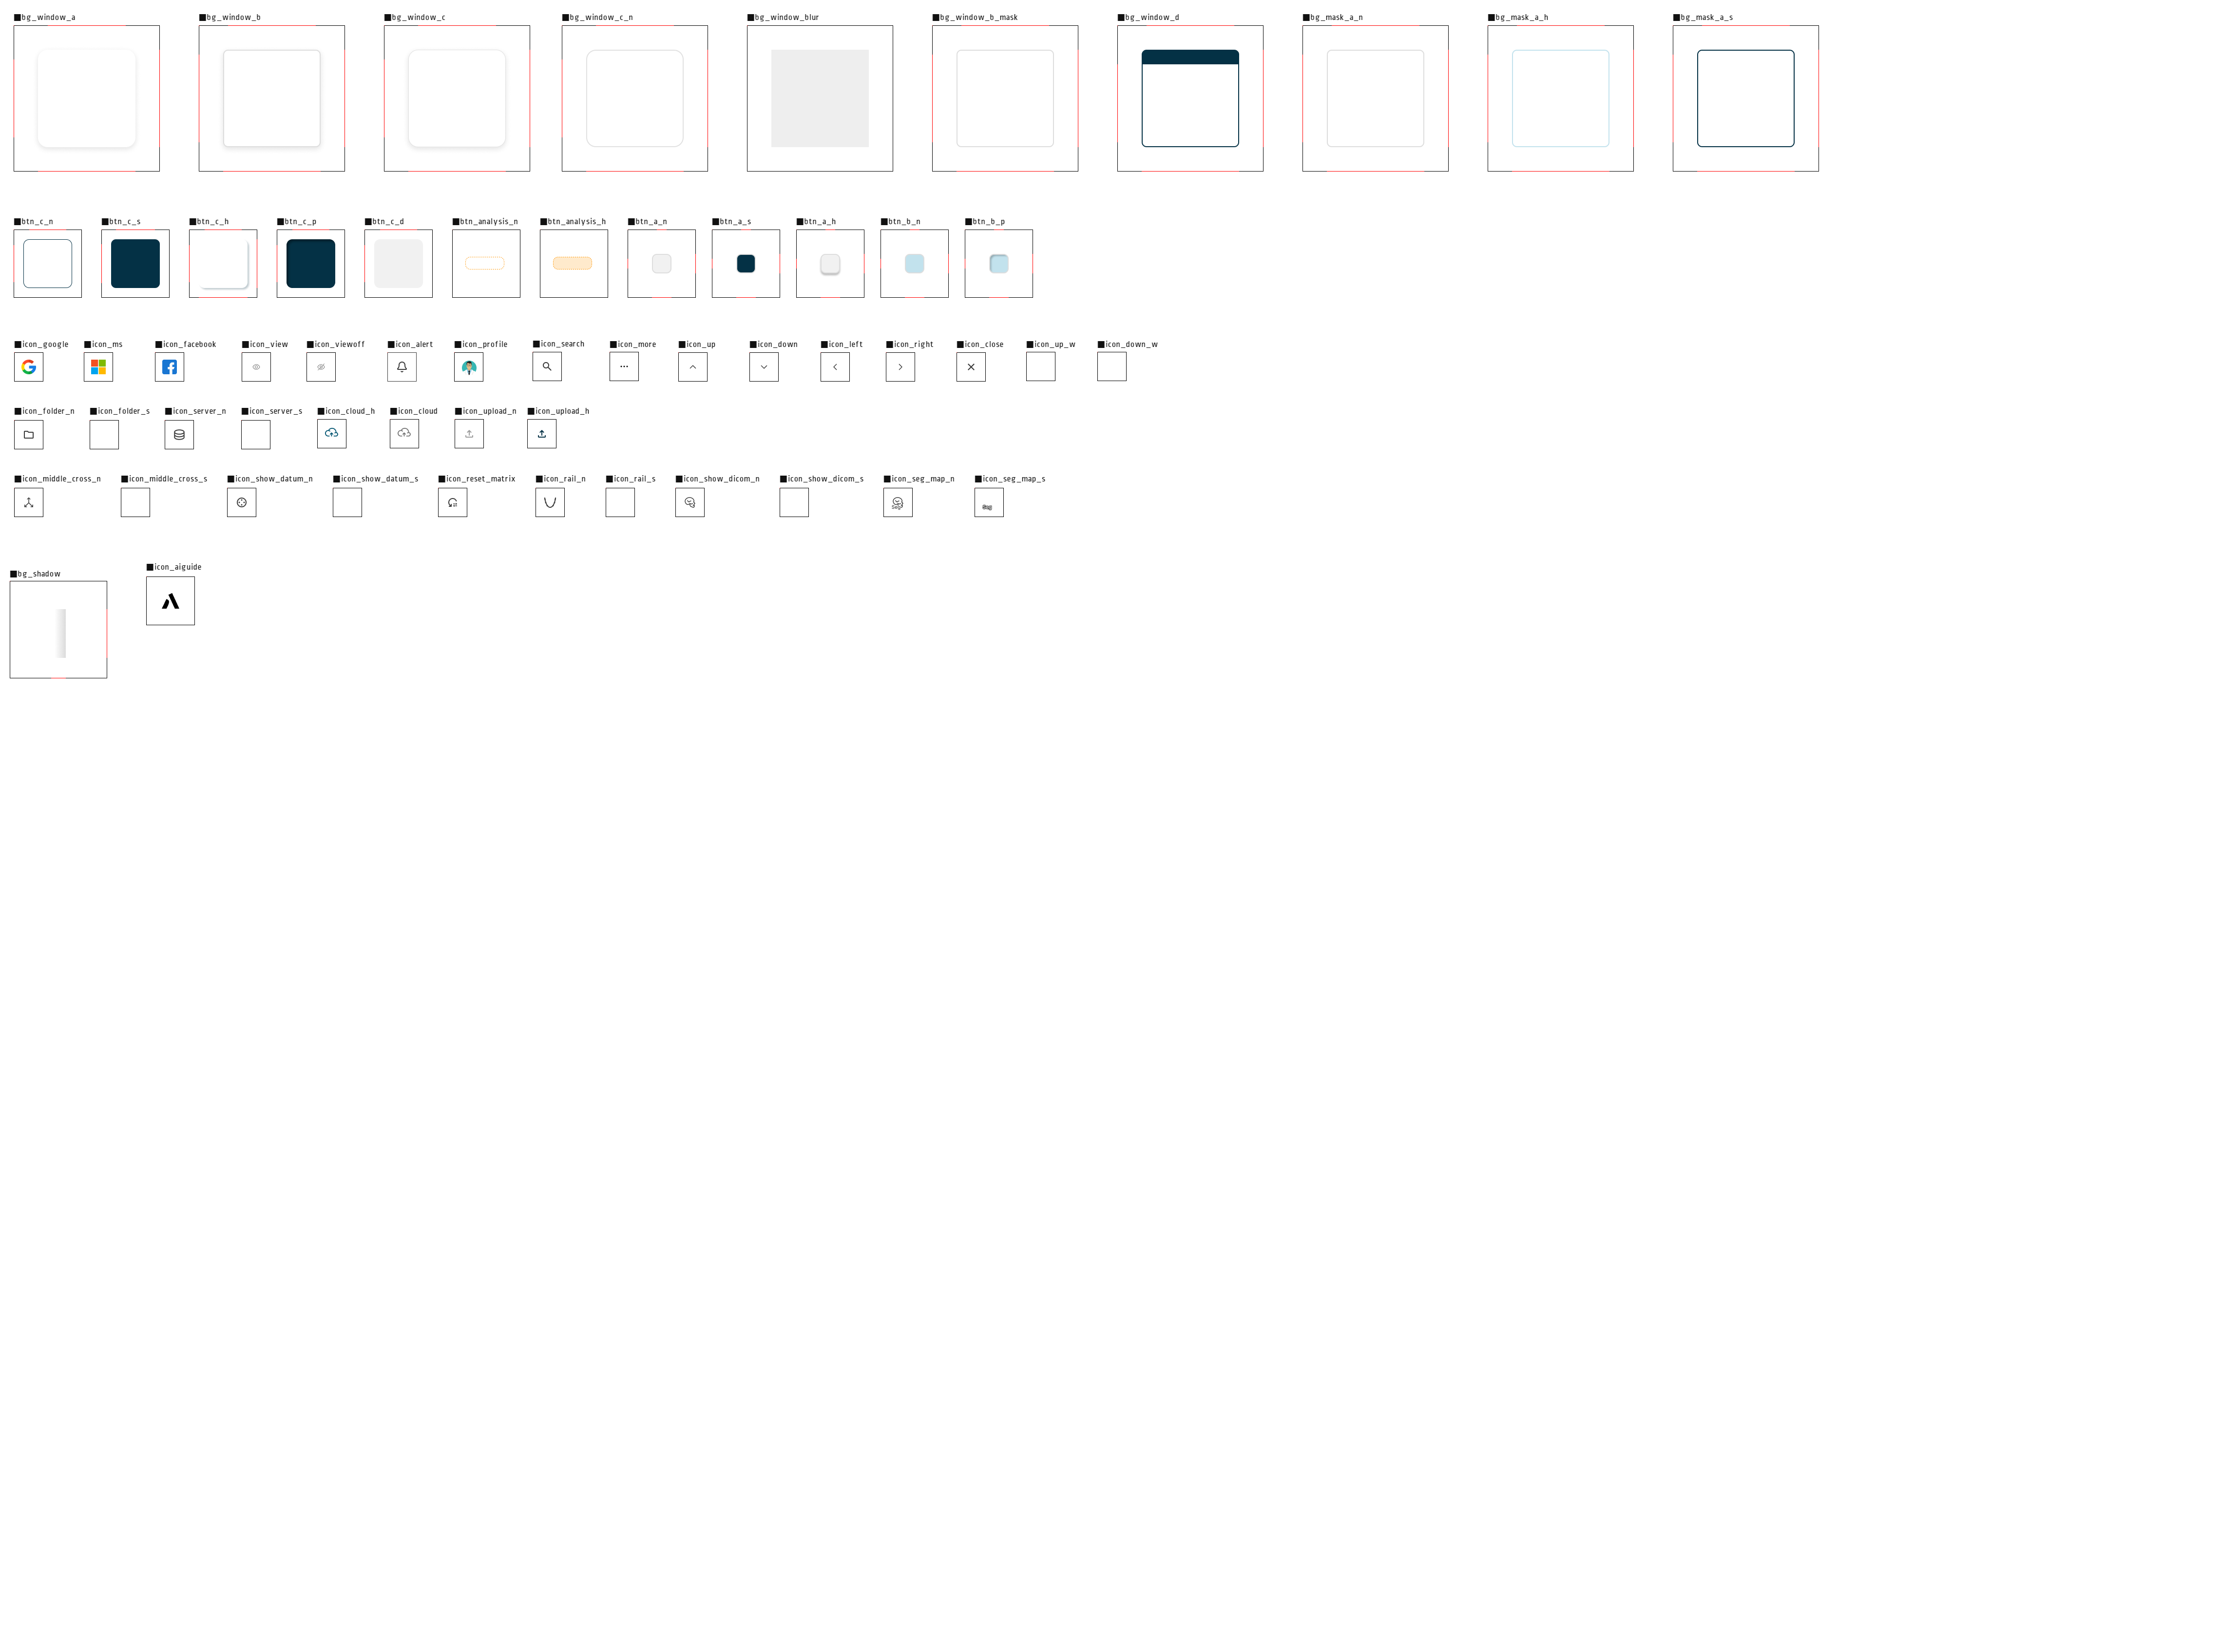 ■bg_window_a ■bg_window_b ■bg_window_c ■bg_window_c_n ■bg_window_blur ■bg_window_b_mask ■bg_window_d ■bg_mask_a_n ■bg_mask_a_h ■bg_mask_a_s
■btn_c_n ■btn_c_s ■btn_c_h ■btn_c_p ■btn_c_d ■btn_analysis_n ■btn_analysis_h ■btn_a_n ■btn_a_s ■btn_a_h ■btn_b_n ■btn_b_p
■icon_google ■icon_ms ■icon_facebook ■icon_view ■icon_viewoff ■icon_alert ■icon_profile ■icon_search ■icon_more ■icon_up ■icon_down ■icon_left ■icon_right ■icon_close ■icon_up_w ■icon_down_w
■icon_folder_n ■icon_folder_s ■icon_server_n ■icon_server_s ■icon_cloud_h ■icon_cloud ■icon_upload_n ■icon_upload_h
■icon_middle_cross_n ■icon_middle_cross_s ■icon_show_datum_n ■icon_show_datum_s ■icon_reset_matrix ■icon_rail_n ■icon_rail_s ■icon_show_dicom_n ■icon_show_dicom_s ■icon_seg_map_n ■icon_seg_map_s
Seg Seg
■bg_shadow ■icon_aiguide